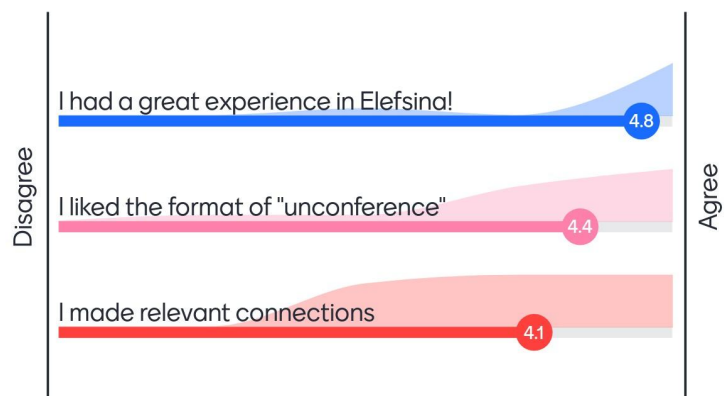 Disagree
I had a great experience in Elefsina!
4.8
I liked the format of "unconference"
4.4
I made relevant connections
4.1
Agree